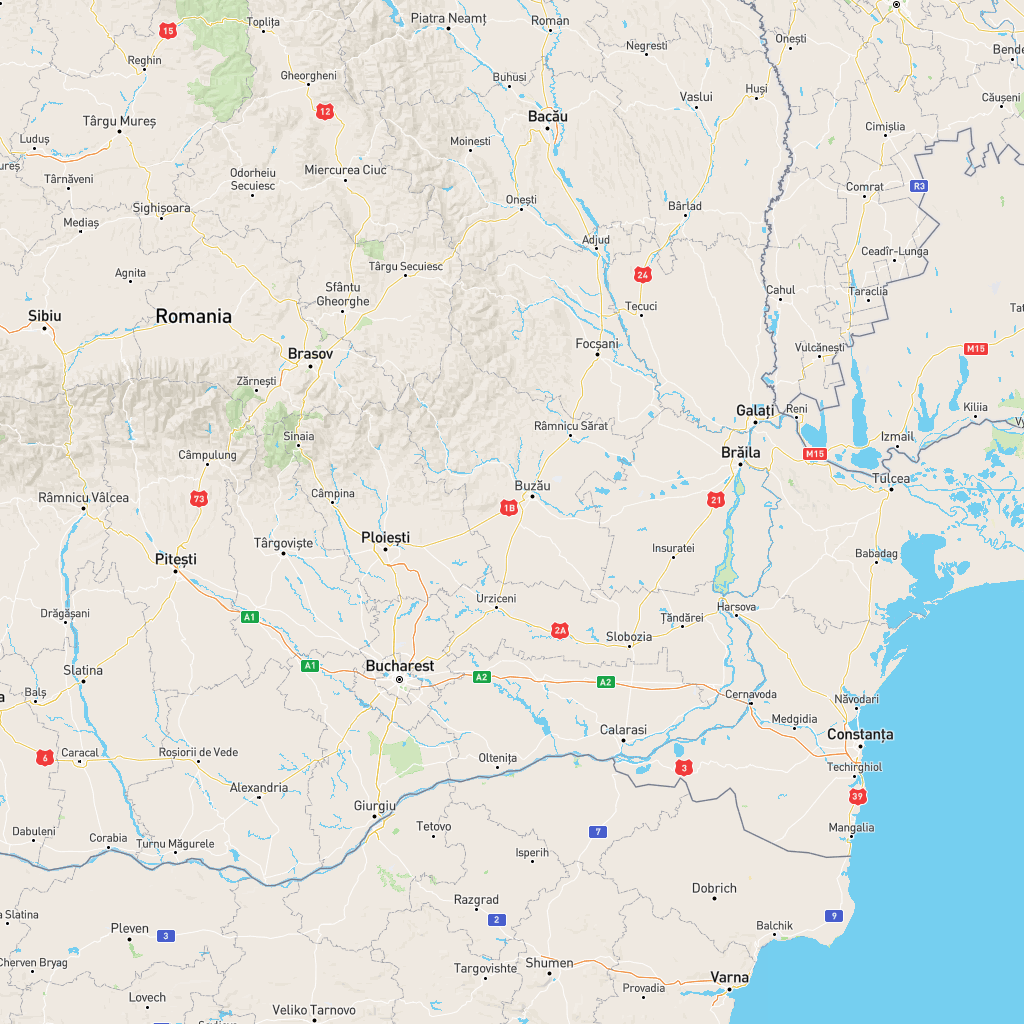 Toplița
Piatra Neamț
Roman
15
Onești
Negresti
Bende
Reghin
Gheorgheni
Buhusi
Huși
Vaslui
Căușeni
12
Târgu Mureș
Bacău
Cimișlia
Luduș
Moinesti
ureș
Târnăveni
Odorheiu
Secuiesc
Miercurea Ciuc
Comrat
R3
Sighișoara
Onești
Bârlad
Mediaș
Adjud
Ceadîr-Lunga
Agnita
Târgu Secuiesc
24
Sfântu
Gheorghe
Cahul
Taraclia
Sibiu
Romania
Tecuci
Tat
Focșani
Vulcănești
M15
Brasov
Zărnești
Galați
Reni
Kilia
Vy
Râmnicu Sărat
Sinaia
Izmail
Brăila
M15
Câmpulung
Tulcea
Buzău
Râmnicu Vâlcea
73
Câmpina
1B
21
Ploiești
Târgoviște
Insuratei
Babadag
Pitești
Urziceni
Harsova
Drăgășani
A1
Țăndărei
2A
Slobozia
A1
Bucharest
Slatina
A2
A2
Balș
a
Cernavoda
Năvodari
Medgidia
Constanța
Calarasi
6
Caracal
Roșiorii de Vede
Oltenița
3
Techirghiol
Alexandria
39
Giurgiu
Tetovo
7
Mangalia
Dabuleni
Corabia
Turnu Măgurele
Isperih
Dobrich
Razgrad
a Slatina
2
9
Pleven
3
Balchik
Cherven Bryag
Targovishte
Shumen
Varna
Provadia
Lovech
Veliko Tarnovo